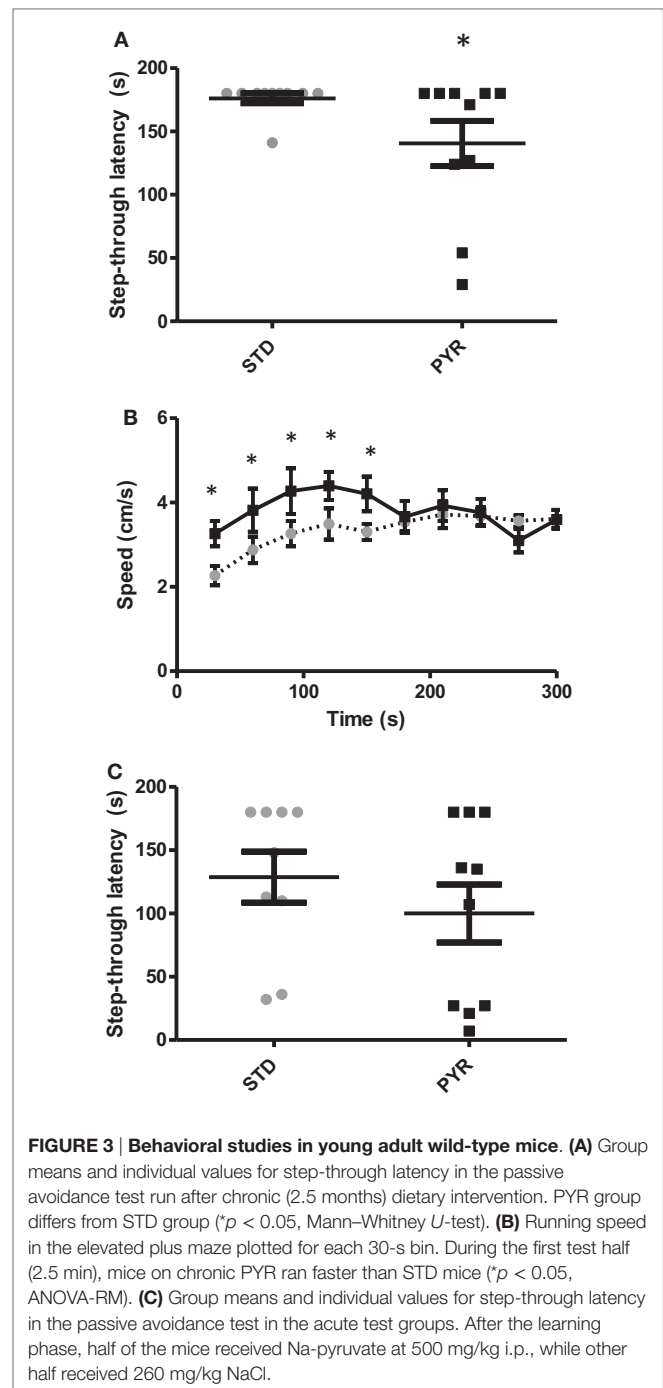 A
*
Step-through latency (s)
200
150
100
50
0
STD
PYR
B
Speed (cm/s)
6
4
2
0
* * * * *
0 100 200 300
Time (s)
C
Step-through latency (s)
200
150
100
50
0
STD
PYR
FIGURE 3 | Behavioral studies in young adult wild-type mice. (A) Group
means and individual values for step-through latency in the passive
avoidance test run after chronic (2.5 months) dietary intervention. PYR group
differs from STD group (*p < 0.05, Mann–Whitney U-test). (B) Running speed
in the elevated plus maze plotted for each 30-s bin. During the first test half
(2.5 min), mice on chronic PYR ran faster than STD mice (*p < 0.05,
ANOVA-RM). (C) Group means and individual values for step-through latency
in the passive avoidance test in the acute test groups. After the learning
phase, half of the mice received Na-pyruvate at 500 mg/kg i.p., while other
half received 260 mg/kg NaCl.